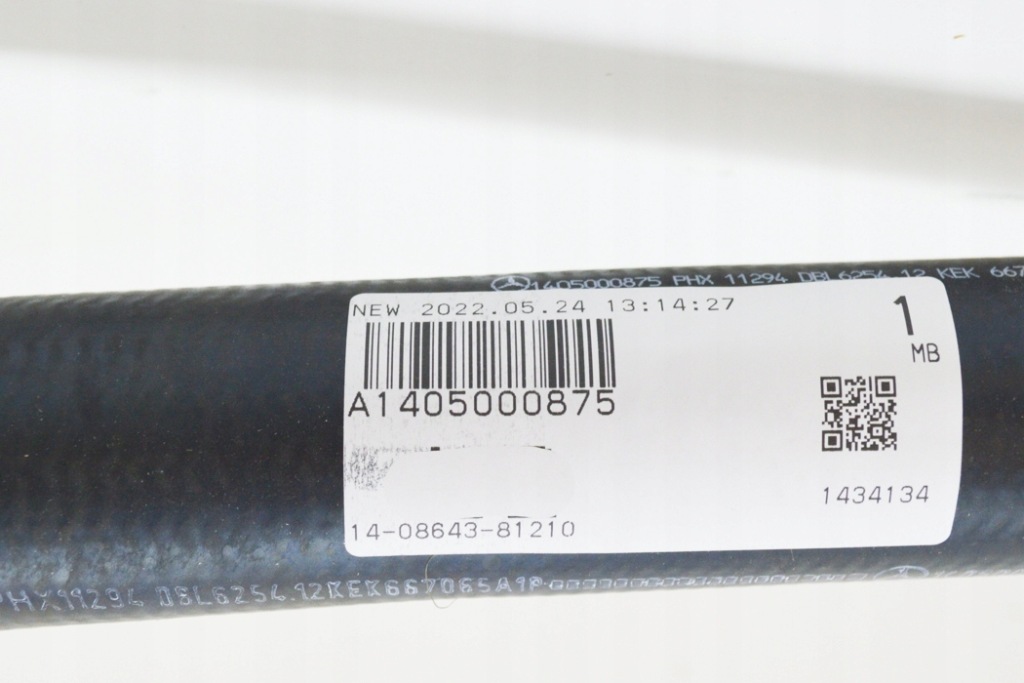 1405000875 PHX 11294 DBL6254.12 KEK 667
NEW 2022.05.24 13:14:27
1
MB
A1405000875
1434134
14-08643-81210
PHX11294 DBL6254.12KEK667065A1P